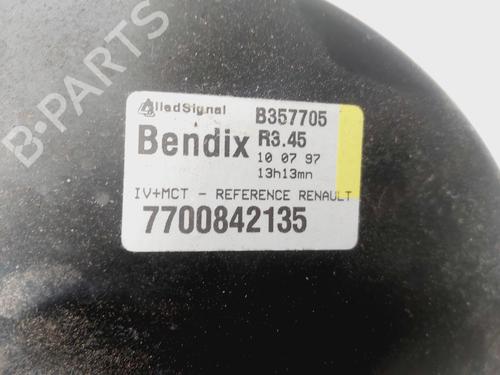 AlliedSignal
B357705
Bendix
R3.45
10 07 97
13h13mn
IV+MCT - REFERENCE RENAULT
7700842135
B-PARTS